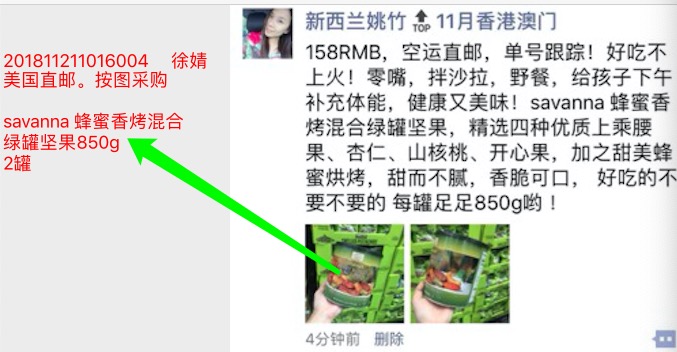 201811211016004 徐婧
美国直邮。按图采购
savanna 蜂蜜香烤混合
绿罐坚果850g
2罐
新西兰姚竹 TOP 11月香港澳门
158RMB，空运直邮，单号跟踪！好吃不
上火！零嘴，拌沙拉，野餐，给孩子下午
补充体能，健康又美味！savanna 蜂蜜香
烤混合绿罐坚果，精选四种优质上乘腰
果、杏仁、山核桃、开心果，加之甜美蜂
蜜烘烤，甜而不腻，香脆可口， 好吃的不
要不要的 每罐足足850g哟！
4分钟前 删除